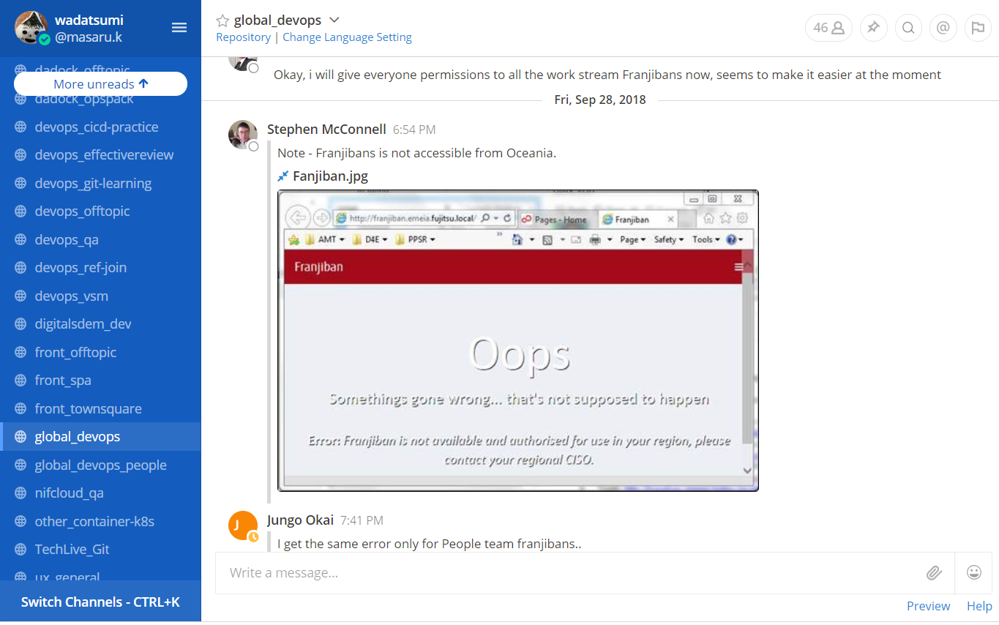 wadatsumi
@masaru.k
dadock_offtopic
More unreads
dadock_opspack
devops_cicd-practice
devops_effectivereview
devops_git-learning
devops_offtopic
devops_qa
devops_ref-join
devops_vsm
digitalsdem_dev
front_offtopic
front_spa
front_townsquare
global_devops
global_devops_people
nifcloud_qa
other_container-k8s
TechLive_Git
ux_general
Switch Channels - CTRL+K
global_devops
Repository | Change Language Setting
46
@
Okay, i will give everyone permissions to all the work stream Franjibans now, seems to make it easier at the moment
Fri, Sep 28, 2018
Stephen McConnell 6:54 PM
Note - Franjibans is not accessible from Oceania.
Fanjiban.jpg
http://franjiban.emeia.fujitsu.local/
Pages - Home
Franjiban
AMT
D4E
PPSR
Page
Safety
Tools
Franjiban
Oops
Somethings gone wrong... that's not supposed to happen
Error: Franjiban is not available and authorised for use in your region, please
contact your regional CISO.
J
Jungo Okai 7:41 PM
I get the same error only for People team franjibans..
Write a message...
Preview
Help